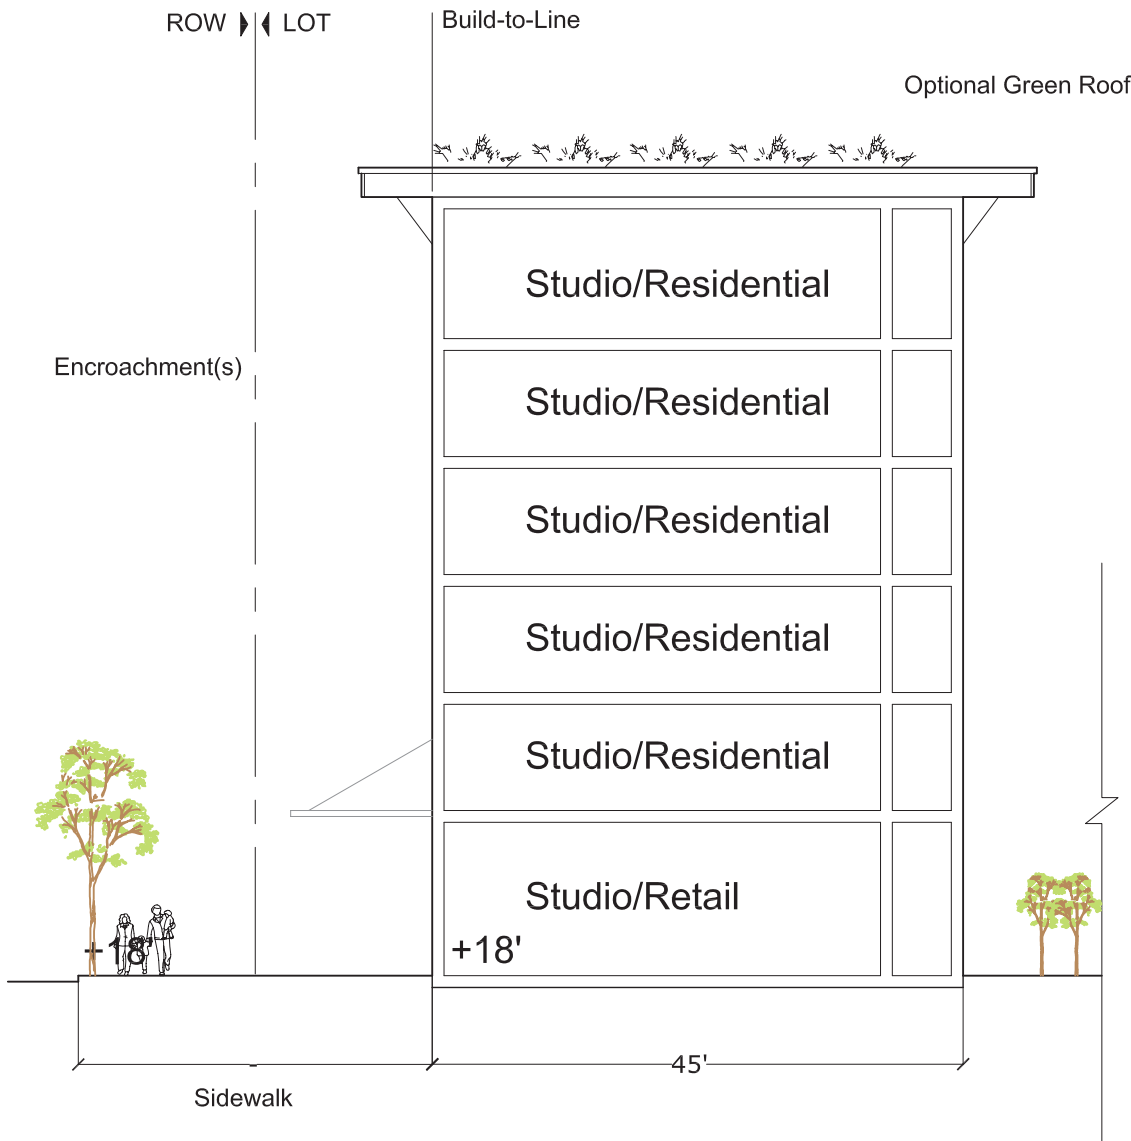 ROW LOT
Build-to-Line
Optional Green Roof
Studio/Residential
Encroachment(s)
Studio/Residential
Studio/Residential
Studio/Residential
Studio/Residential
Studio/Retail
+18'
+18'
45'
-
Sidewalk